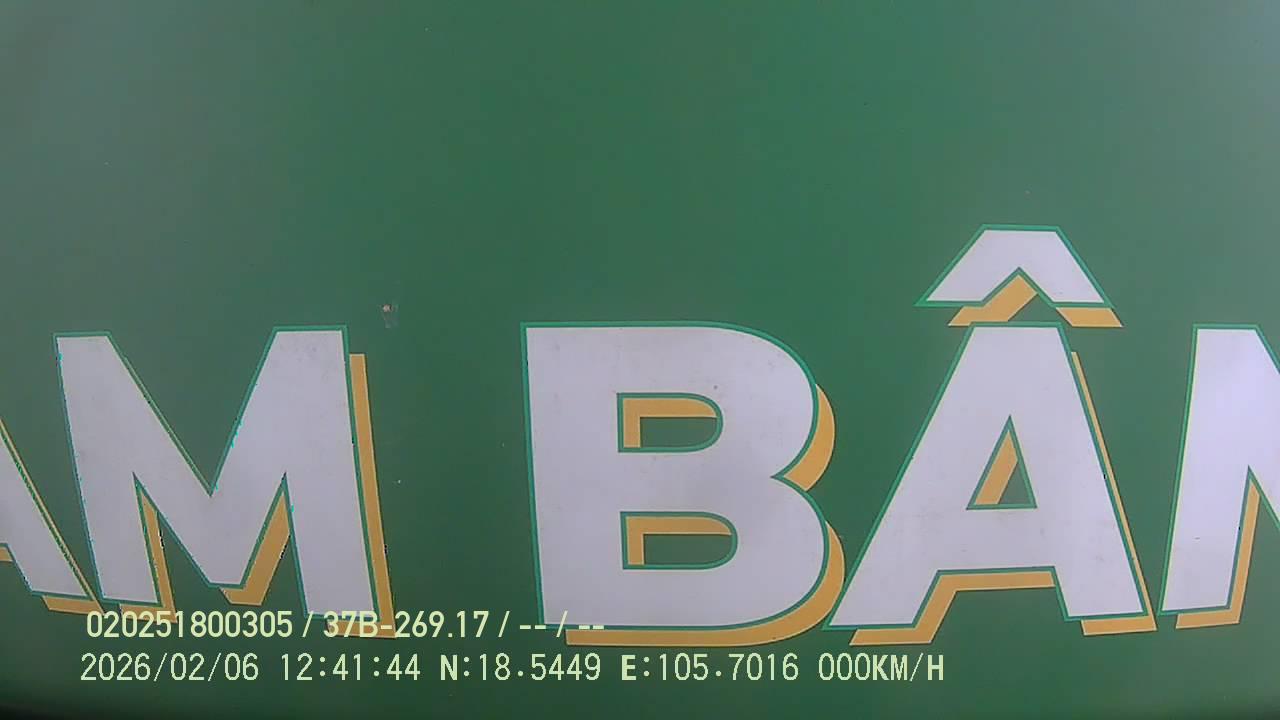 AM BÂN
020251800305 / 37B-269.17 / -- / --
2026/02/06 12:41:44 N:18.5449 E:105.7016 000KM/H